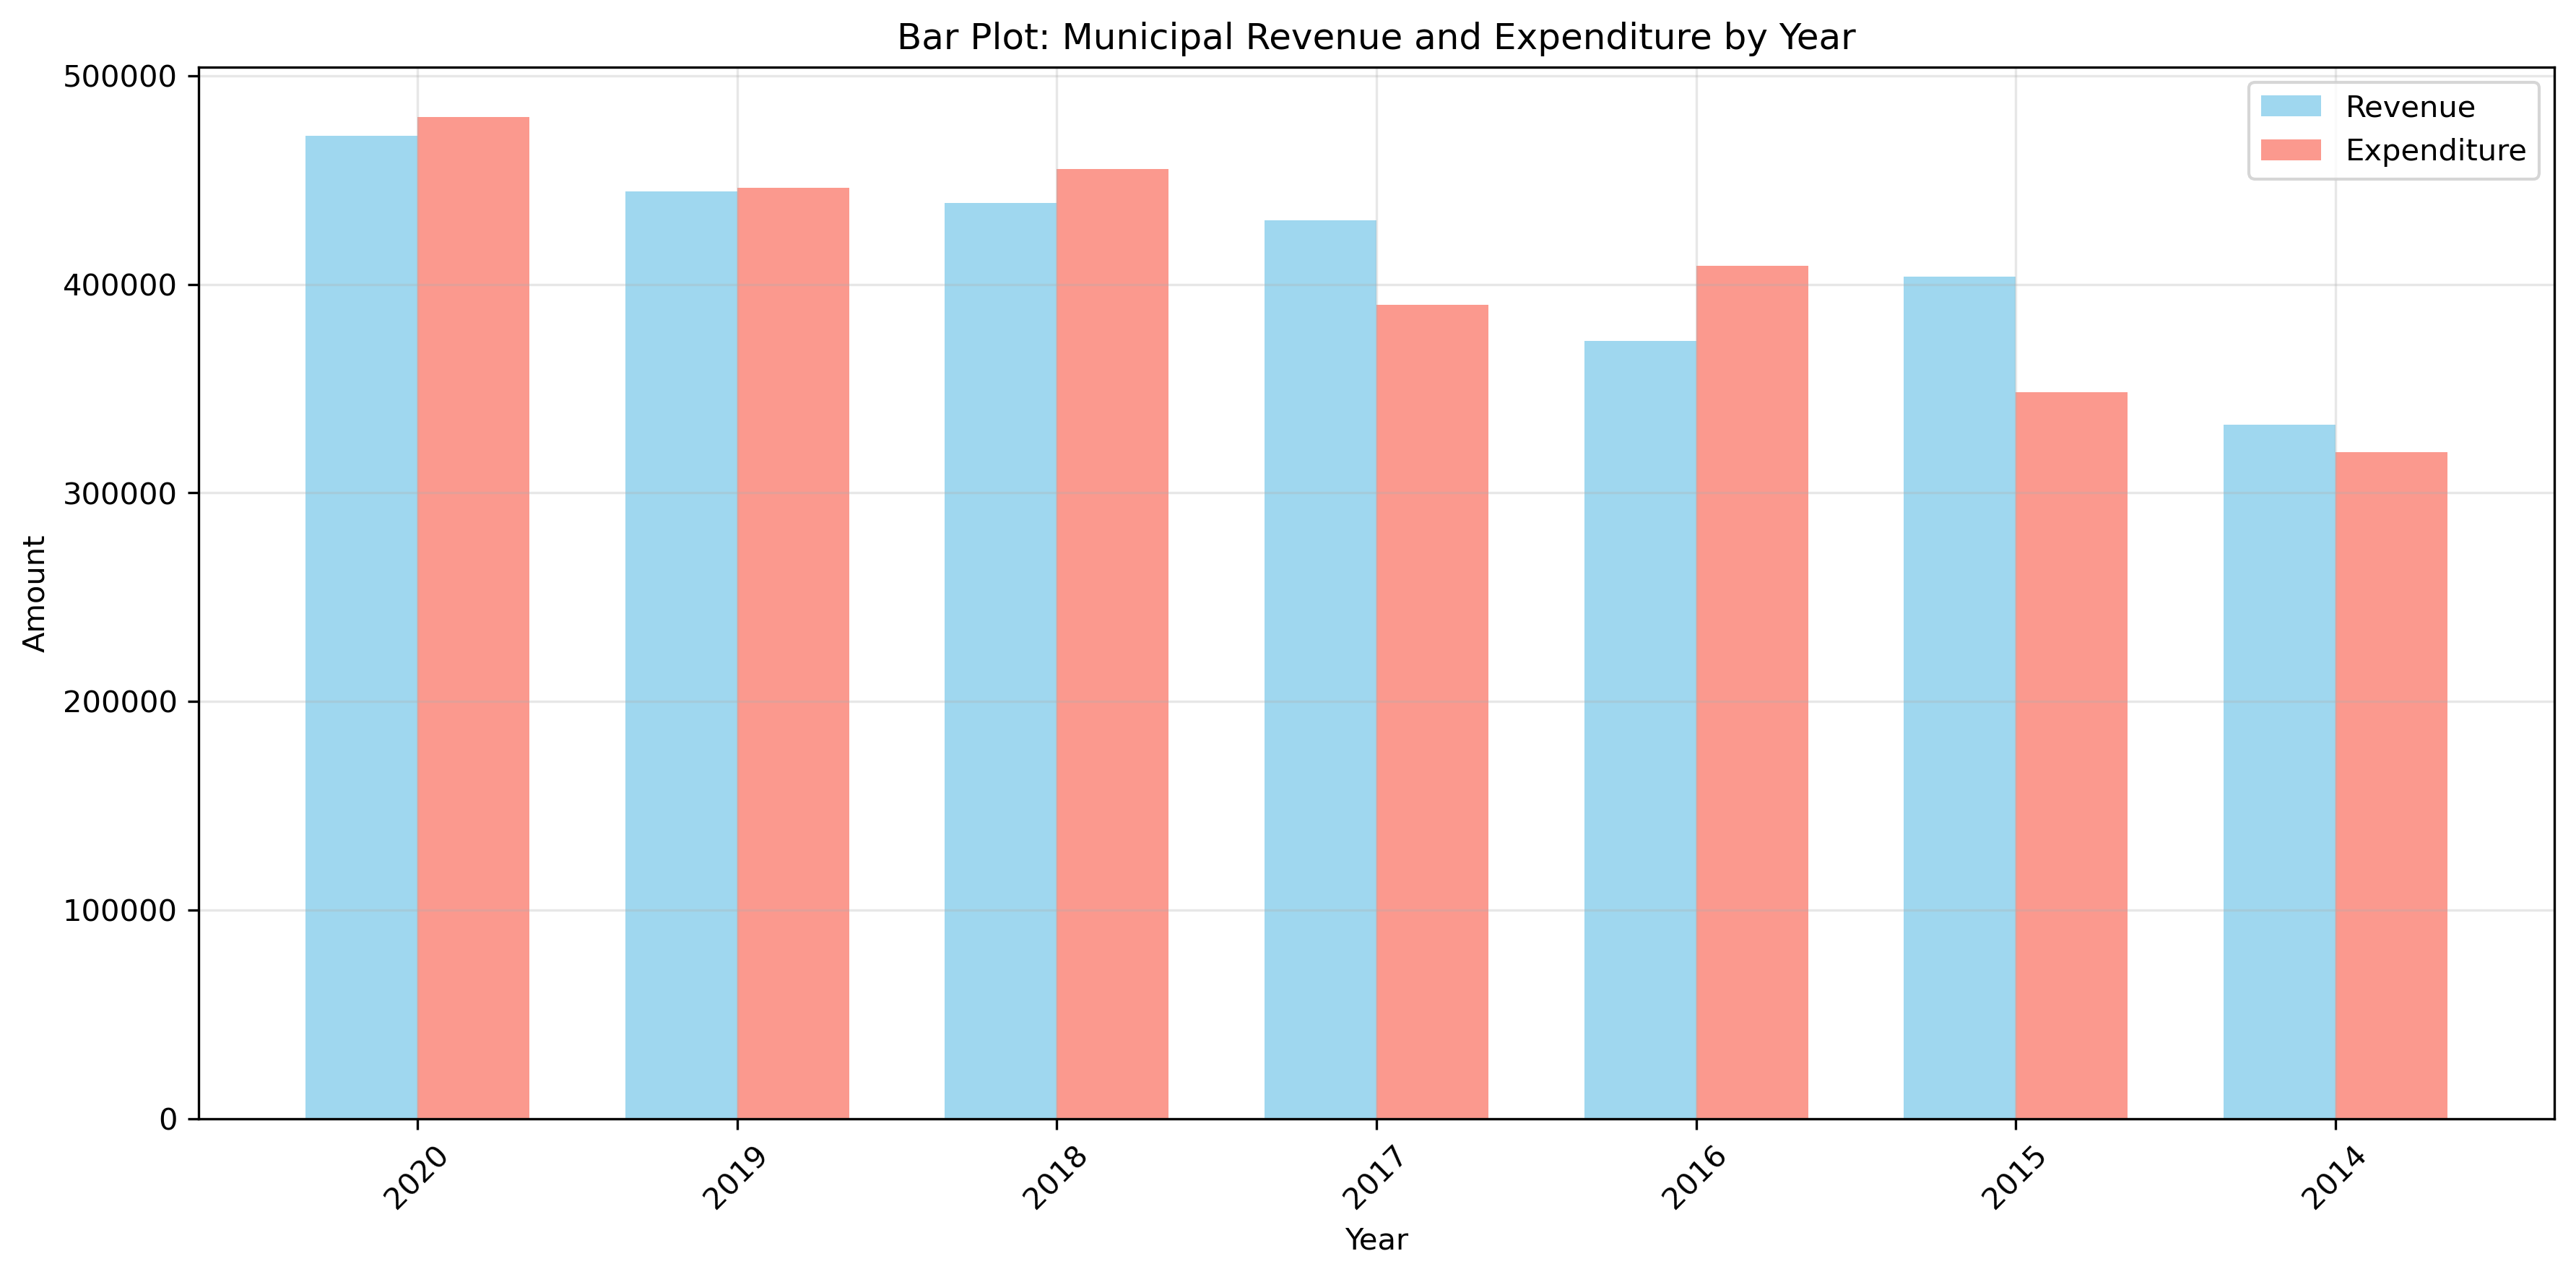 Bar Plot: Municipal Revenue and Expenditure by Year
500000
400000
300000
200000
100000
0
Amount
Revenue
Expenditure
2020
2019
2018
2017
2016
2015
2014
Year